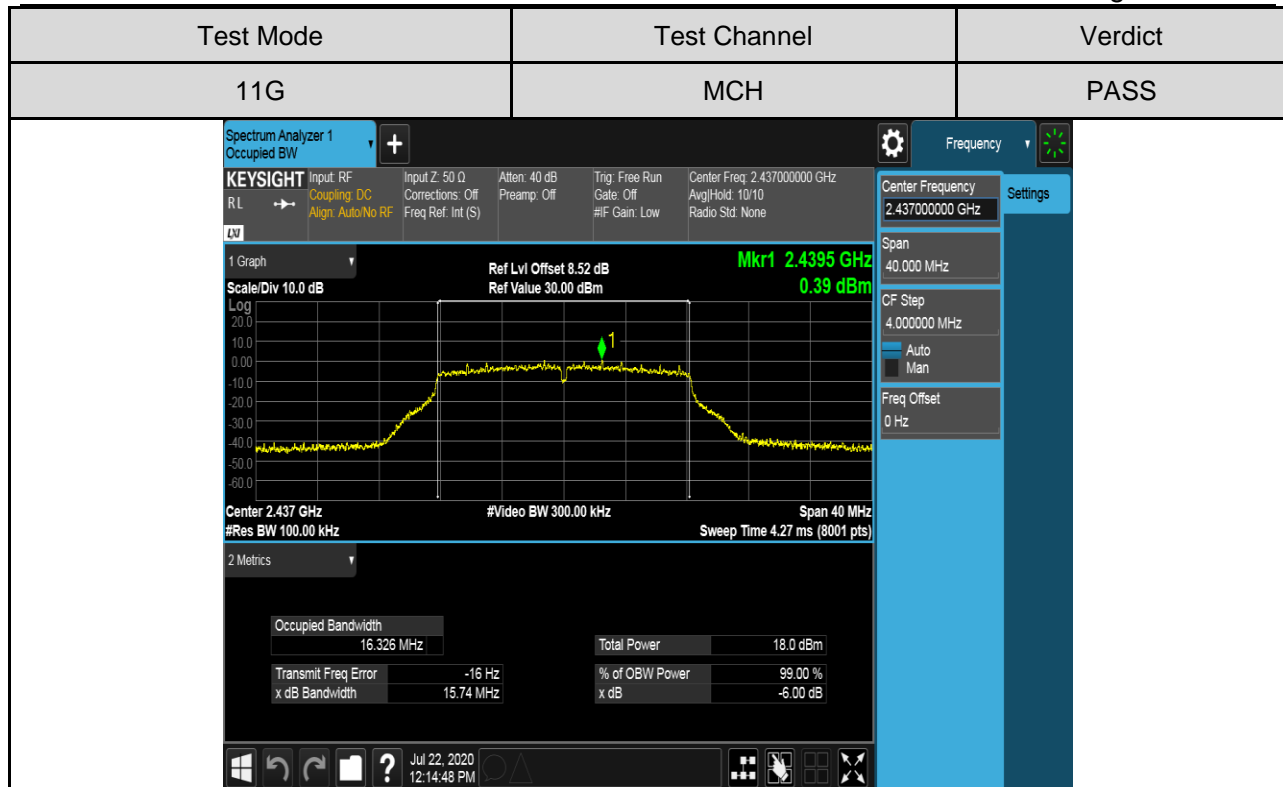 Test Mode Test Channel Verdict
11G MCH PASS
Spectrum Analyzer 1
Occupied BW
+
Frequency
KEYSIGHT Input: RF Input Z: 50 Ω Atten: 40 dB Trig: Free Run Center Freq: 2.437000000 GHz
RL Coupling: DC Corrections: Off Preamp: Off Gate: Off Avg|Hold: 10/10
Align: Auto/No RF Freq Ref: Int (S) #IF Gain: Low Radio Std: None
LXI
Center Frequency
2.437000000 GHz
Settings
Span
40.000 MHz
CF Step
4.000000 MHz
Auto
Man
Freq Offset
0 Hz
1 Graph
Ref Lvl Offset 8.52 dB
Mkr1 2.4395 GHz
Scale/Div 10.0 dB
Ref Value 30.00 dBm
0.39 dBm
Log
20.0
10.0
0.00
-10.0
-20.0
-30.0
-40.0
-50.0
-60.0
1
Center 2.437 GHz #Video BW 300.00 kHz Span 40 MHz
#Res BW 100.00 kHz Sweep Time 4.27 ms (8001 pts)
2 Metrics
Occupied Bandwidth
16.326 MHz
Total Power 18.0 dBm
Transmit Freq Error -16 Hz
% of OBW Power 99.00 %
x dB Bandwidth 15.74 MHz
x dB -6.00 dB
?
Jul 22, 2020
12:14:48 PM